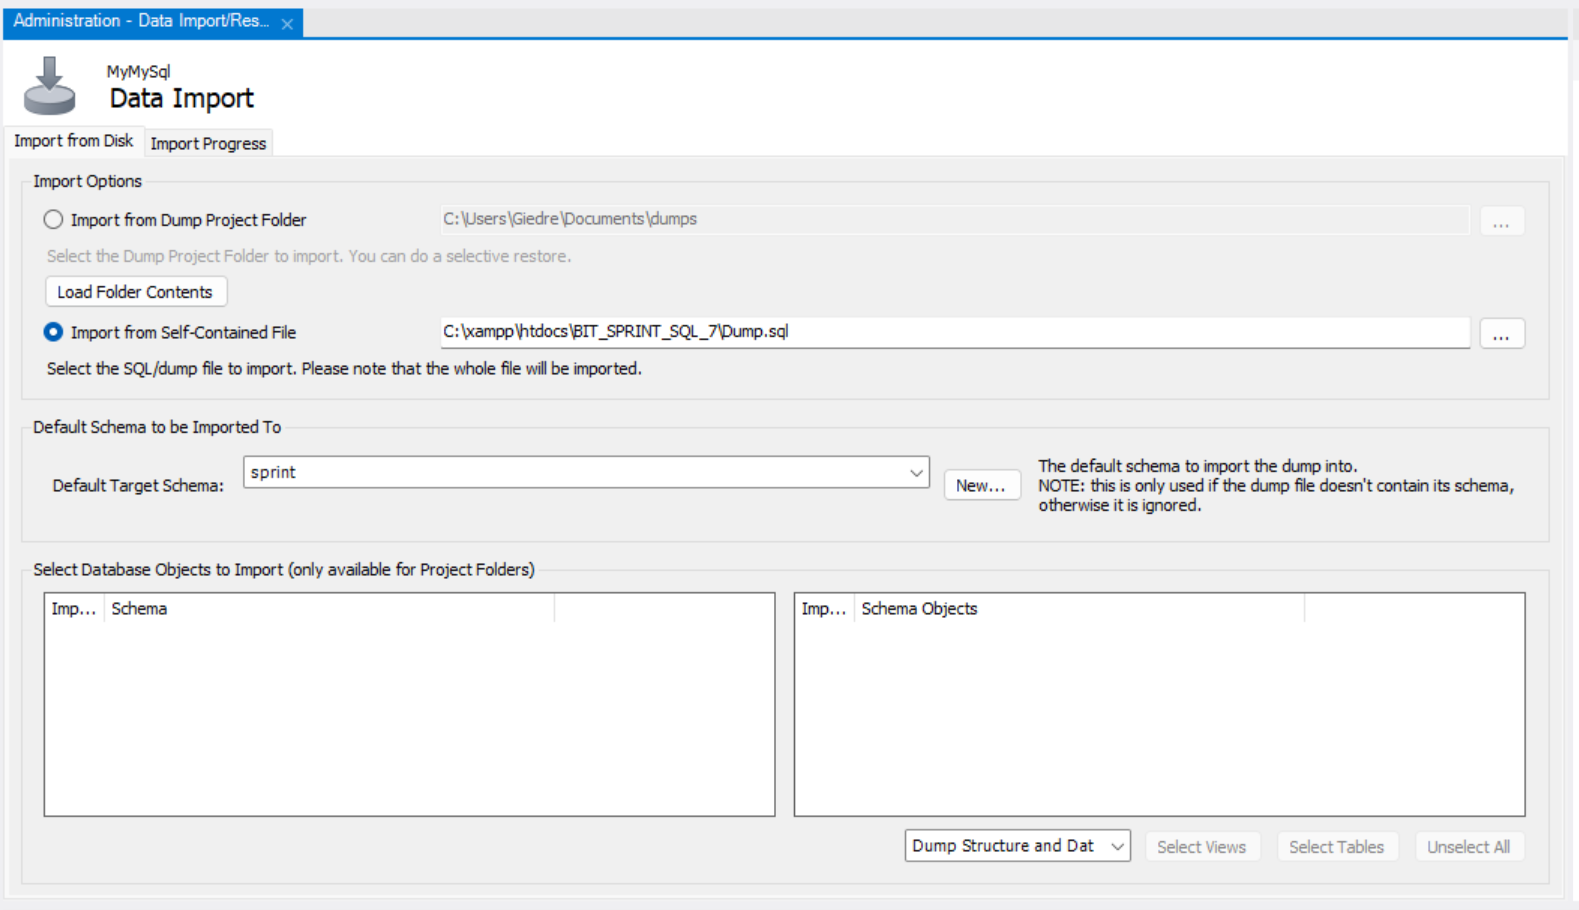 Administration - Data Import/Res...
MyMySql
Data Import
Import from Disk
Import Progress
Import Options
Import from Dump Project Folder
C:\Users\Giedre\Documents\dumps
...
Select the Dump Project Folder to import. You can do a selective restore.
Load Folder Contents
Import from Self-Contained File
C:\xampp\htdocs\BIT_SPRINT_SQL_7\Dump.sql
...
Select the SQL/dump file to import. Please note that the whole file will be imported.
Default Schema to be Imported To
Default Target Schema:
sprint
New...
The default schema to import the dump into.
NOTE: this is only used if the dump file doesn't contain its schema,
otherwise it is ignored.
Select Database Objects to Import (only available for Project Folders)
Imp... Schema
Imp... Schema Objects
Dump Structure and Dat
Select Views
Select Tables
Unselect All